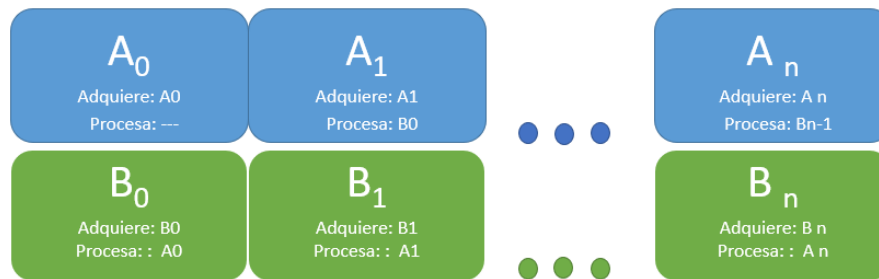 A0
Adquiere: A0
Procesa: ---
A1
Adquiere: A1
Procesa: B0
A n
Adquiere: A n
Procesa: Bn-1
B0
Adquiere: B0
Procesa: : A0
B1
Adquiere: B1
Procesa: : A1
B n
Adquiere: B n
Procesa: : A n